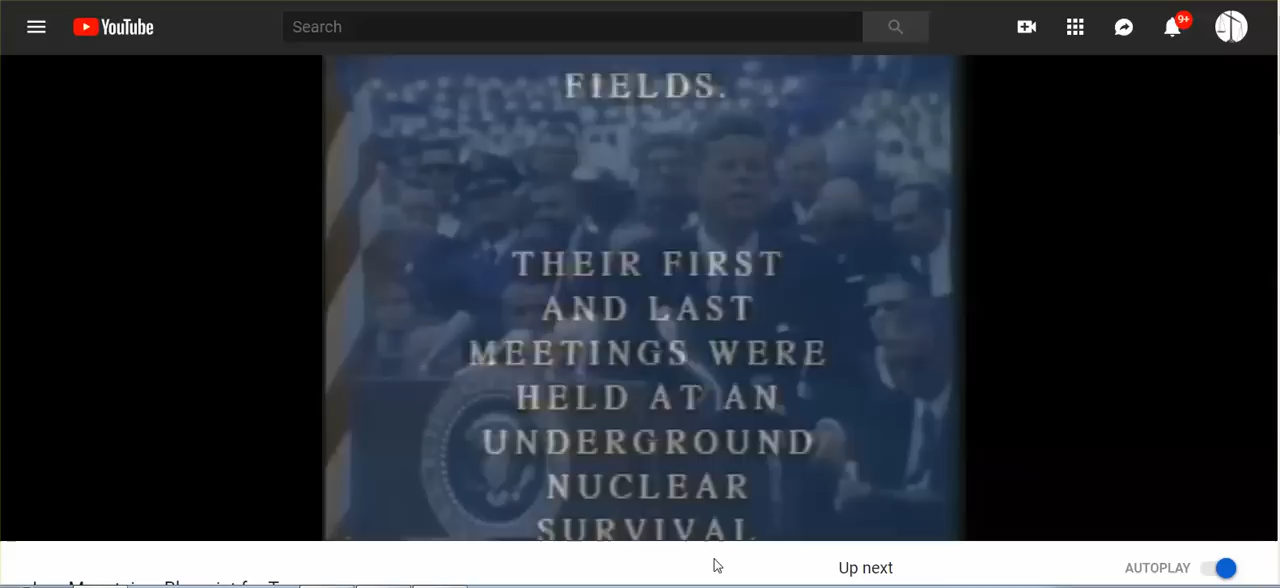 YouTube
Search
9+
FIELDS.
THEIR FIRST
AND LAST
MEETINGS WERE
HELD AT AN
UNDERGROUND
NUCLEAR
SURVIVAL
Up next
AUTOPLAY